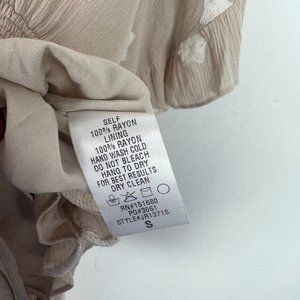 SELF
100% RAYON
LINING
100% RAYON
HAND WASH COLD
DO NOT BLEACH
HANG TO DRY
FOR BEST RESULTS
DRY CLEAN
RN#151680
PO#3061
STYLE#JR1371S
S